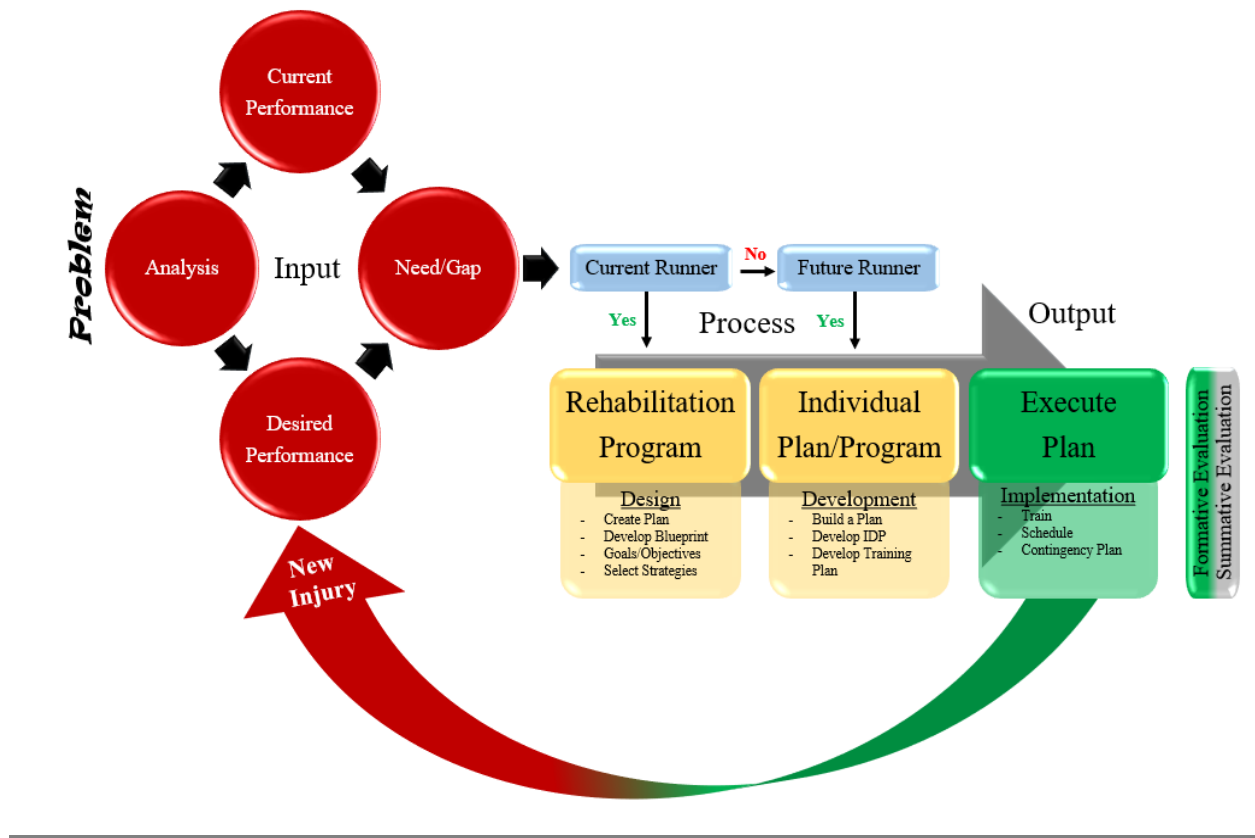 Problem
Current
Performance
Analysis
Input
Need/Gap
Desired
Performance
Current Runner
No
Future Runner
Yes
Process
Yes
Output
Rehabilitation
Program
Individual
Plan/Program
Execute
Plan
Design
- Create Plan
- Develop Blueprint
- Goals/Objectives
- Select Strategies
Development
- Build a Plan
- Develop IDP
- Develop Training
Plan
Implementation
- Train
- Schedule
- Contingency Plan
Formative Evaluation
Summative Evaluation
New
Injury